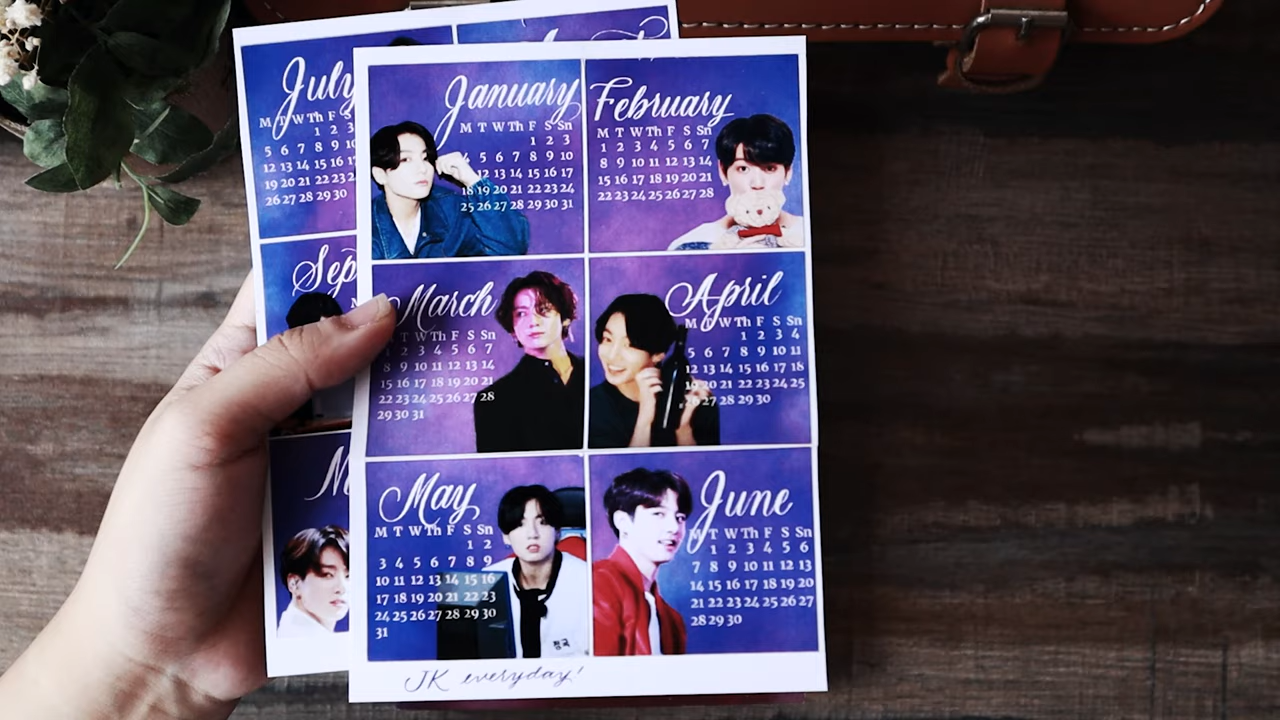 July
M T W Th F S
1 2 3
5 6 7 8 9 10
12 13 14 15 16 17
19 20 21 22 23
26 27 28 29 30
January
M T W Th F S Sn
1 2 3
4 5 6 7 8 9 10
12 13 14 15 16 17
18 19 20 21 22 23 24
25 26 27 28 29 30 31
February
M T W Th F S Sn
1 2 3 4 5 6 7
8 9 10 11 12 13 14
15 16 17 18 19 20 21
22 23 24 25 26 27 28
Sep
March
T W Th F S Sn
1 2 3 4 5 6 7
8 9 10 11 12 13 14
15 16 17 18 19 20 21
22 23 24 25 26 27 28
29 30 31
April
M T W Th F S Sn
1 2 3 4
5 6 7 8 9 10 11
12 13 14 15 16 17 18
19 20 21 22 23 24 25
26 27 28 29 30
May
M T W Th F S Sn
1 2
3 4 5 6 7 8 9
10 11 12 13 14 15 16
17 18 19 20 21 22 23
24 25 26 27 28 29 30
31
정국
June
M T W Th F S Sn
1 2 3 4 5 6
7 8 9 10 11 12 13
14 15 16 17 18 19 20
21 22 23 24 25 26 27
28 29 30
JK everyday!